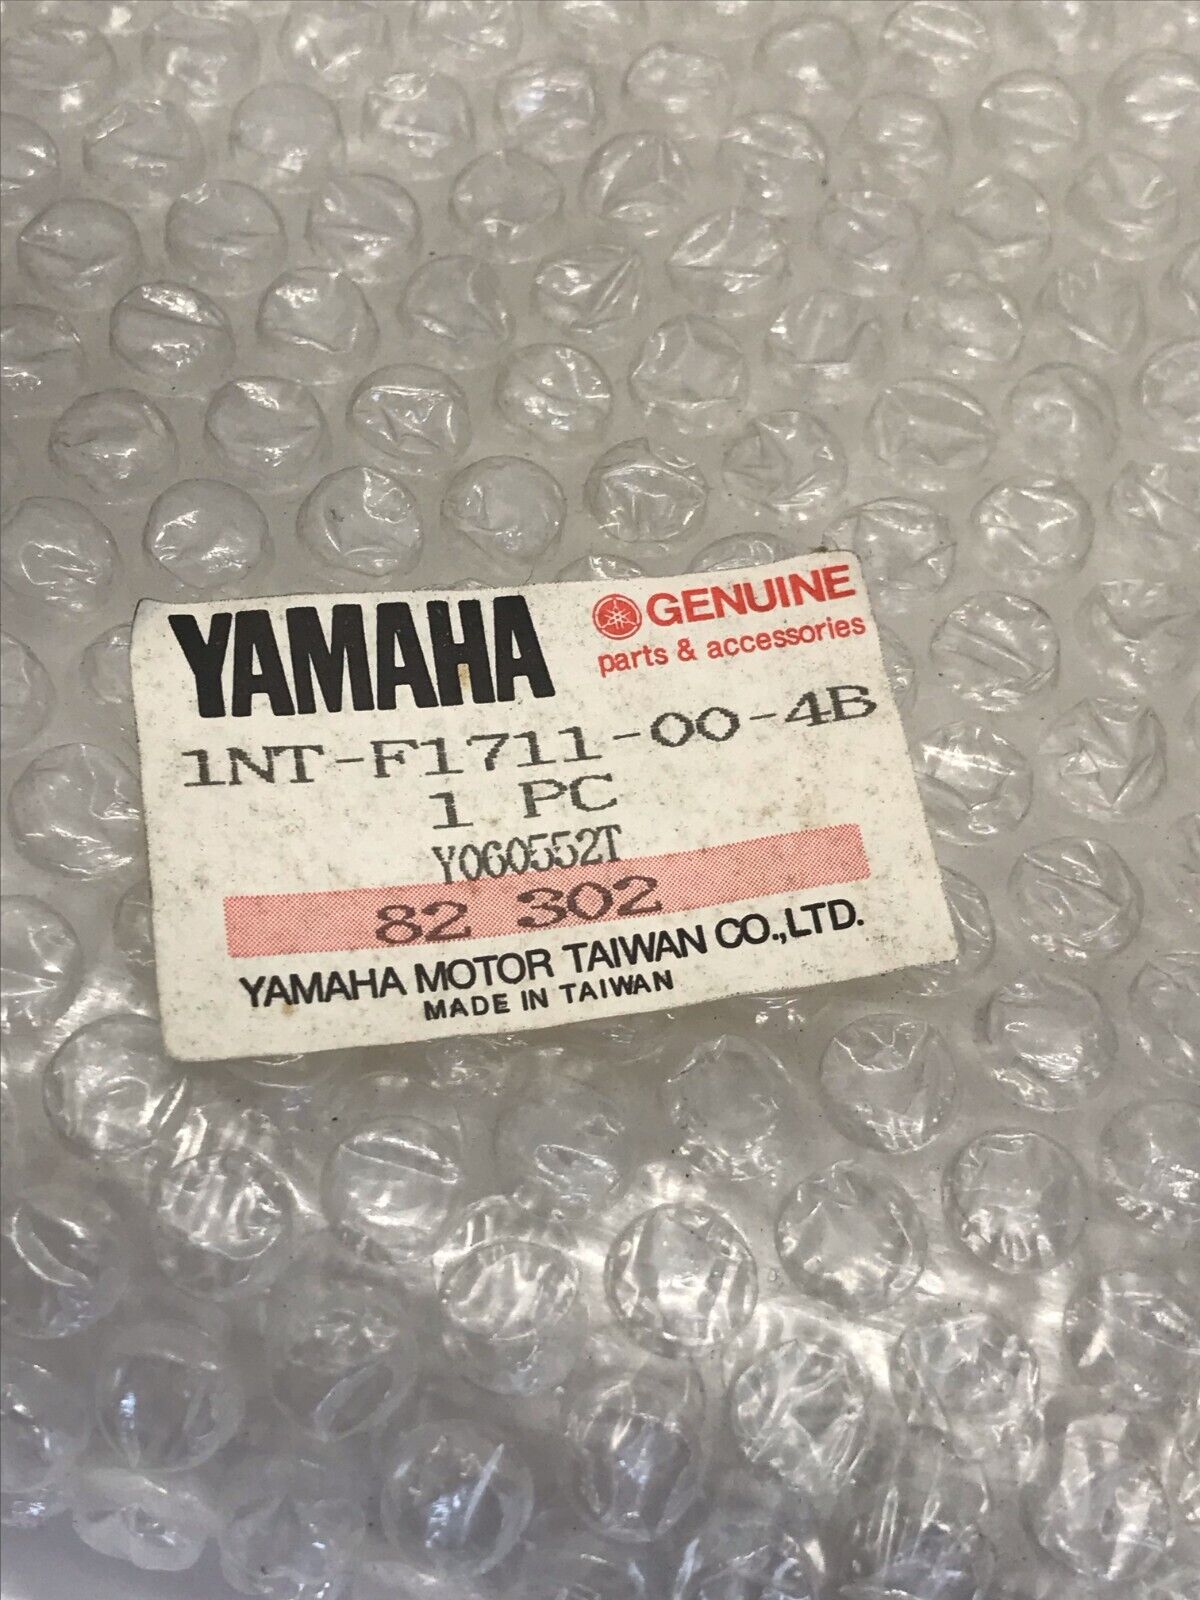 YAMAHA
GENUINE
parts & accessories
1NT-F1711-00-4B
1 PC
Y060552T
82 302
YAMAHA MOTOR TAIWAN CO.,LTD.
MADE IN TAIWAN